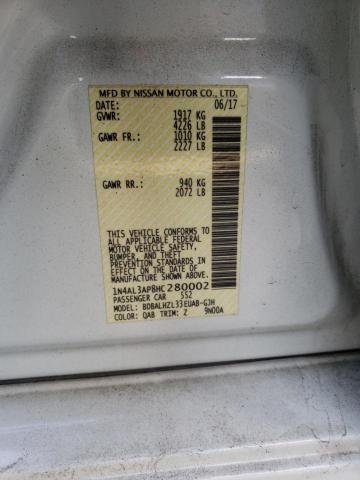 MFD BY NISSAN MOTOR CO., LTD.
DATE: 06/17
GVWR: 1917 KG
4226 LB
GAWR FR: 1010 KG
2227 LB
GAWR RR: 940 KG
2072 LB
THIS VEHICLE CONFORMS TO ALL
APPLICABLE FEDERAL
MOTOR VEHICLE SAFETY,
BUMPER, AND THEFT
PREVENTION STANDARDS IN
EFFECT ON THE DATE OF
MANUFACTURE SHOWN ABOVE.
1N4AL3AP8HC280002
PASSENGER CAR 552
MODEL: BDBALHZL33EUAB-GJH
COLOR: QAB TRIM: Z 9N00A